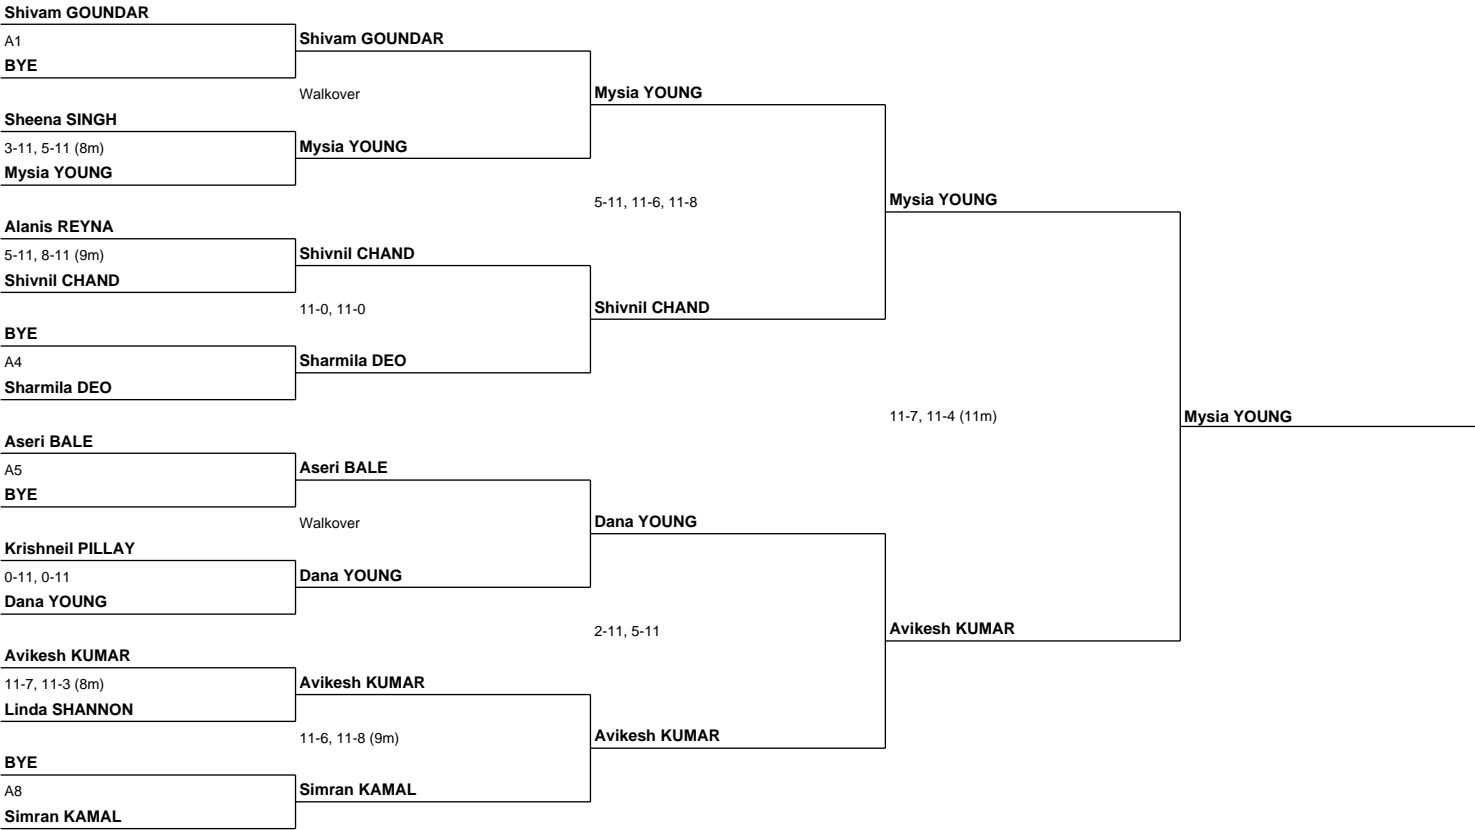 Shivam GOUNDAR
A1
BYE
Shivam GOUNDAR
Walkover
Sheena SINGH
3-11, 5-11 (8m)
Mysia YOUNG
Mysia YOUNG
Mysia YOUNG
5-11, 11-6, 11-8
Alanis REYNA
5-11, 8-11 (9m)
Shivnil CHAND
Shivnil CHAND
11-0, 11-0
BYE
A4
Sharmila DEO
Sharmila DEO
Shivnil CHAND
Mysia YOUNG
11-7, 11-4 (11m)
Mysia YOUNG
Aseri BALE
A5
BYE
Aseri BALE
Walkover
Krishneil PILLAY
0-11, 0-11
Dana YOUNG
Dana YOUNG
Dana YOUNG
2-11, 5-11
Avikesh KUMAR
11-7, 11-3 (8m)
Linda SHANNON
Avikesh KUMAR
11-6, 11-8 (9m)
BYE
A8
Simran KAMAL
Simran KAMAL
Avikesh KUMAR
Avikesh KUMAR